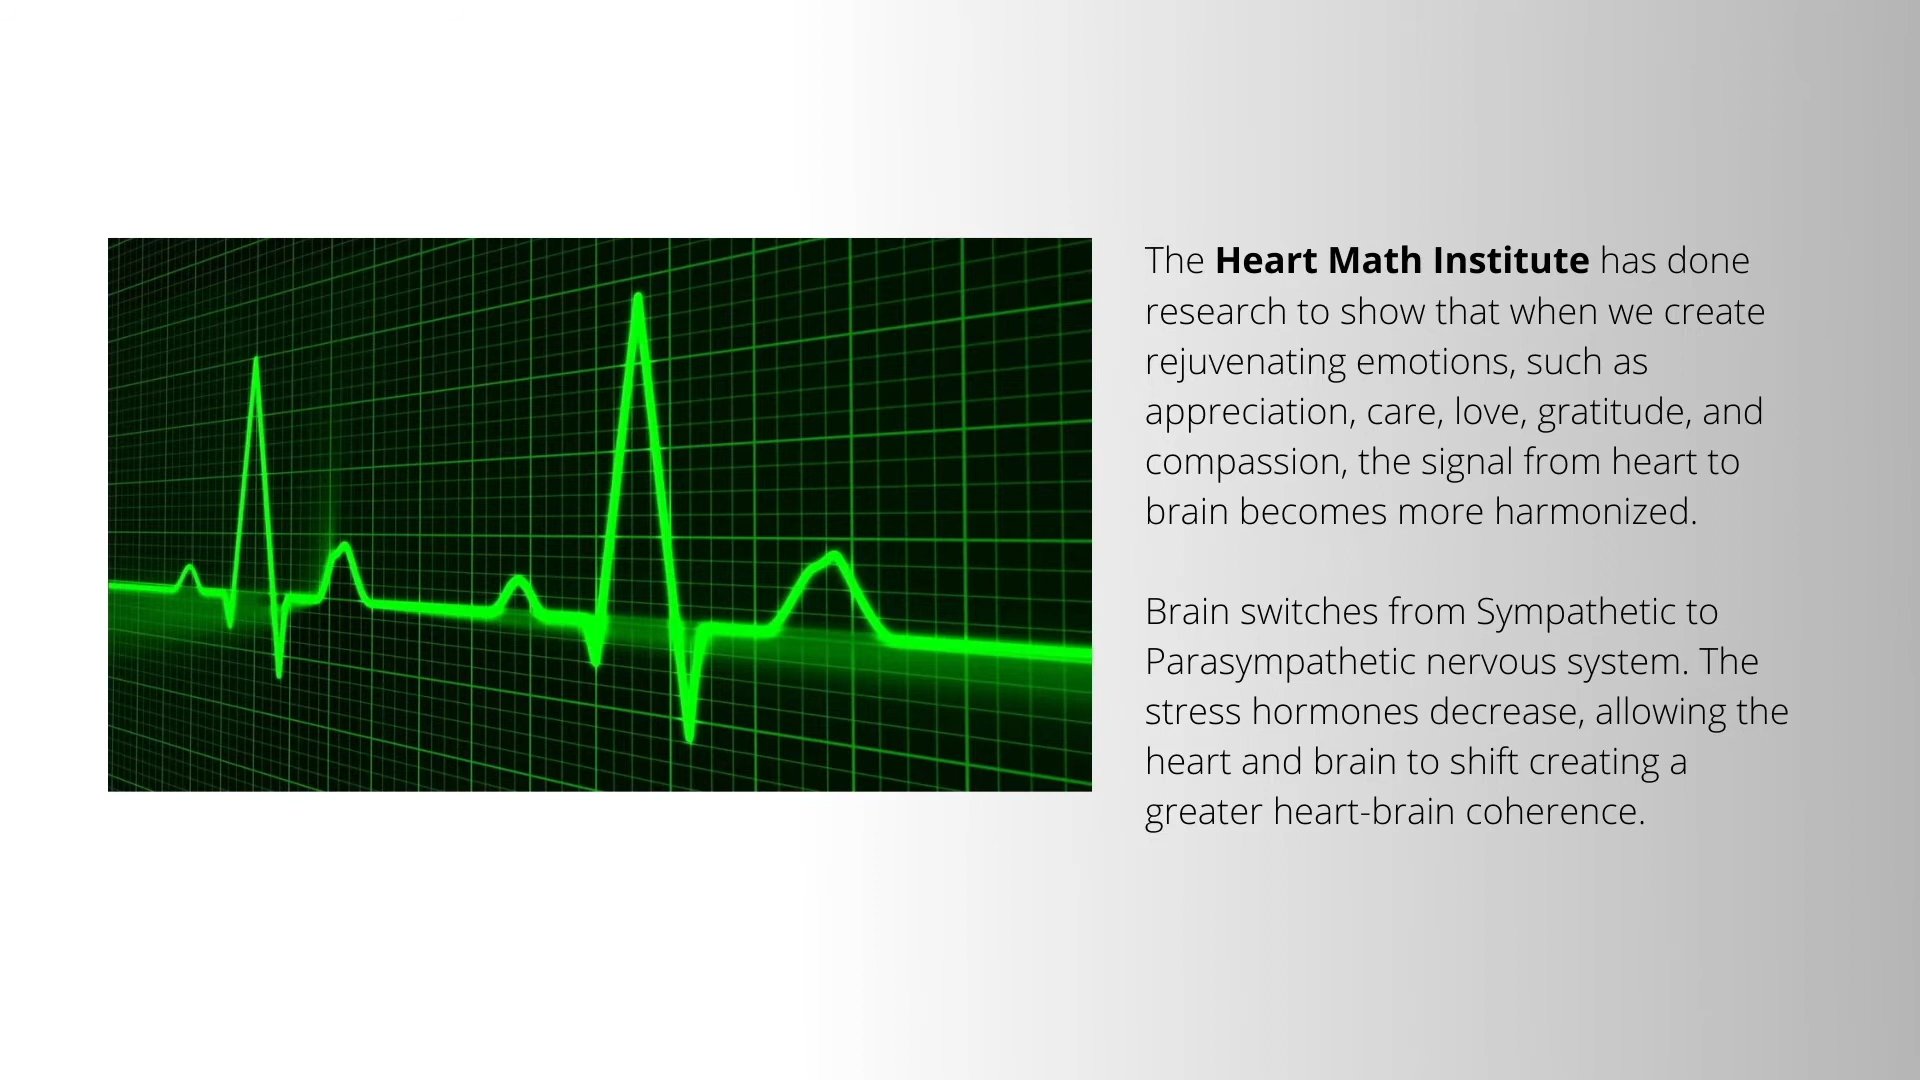 The Heart Math Institute has done
research to show that when we create
rejuvenating emotions, such as
appreciation, care, love, gratitude, and
compassion, the signal from heart to
brain becomes more harmonized.
Brain switches from Sympathetic to
Parasympathetic nervous system. The
stress hormones decrease, allowing the
heart and brain to shift creating a
greater heart-brain coherence.